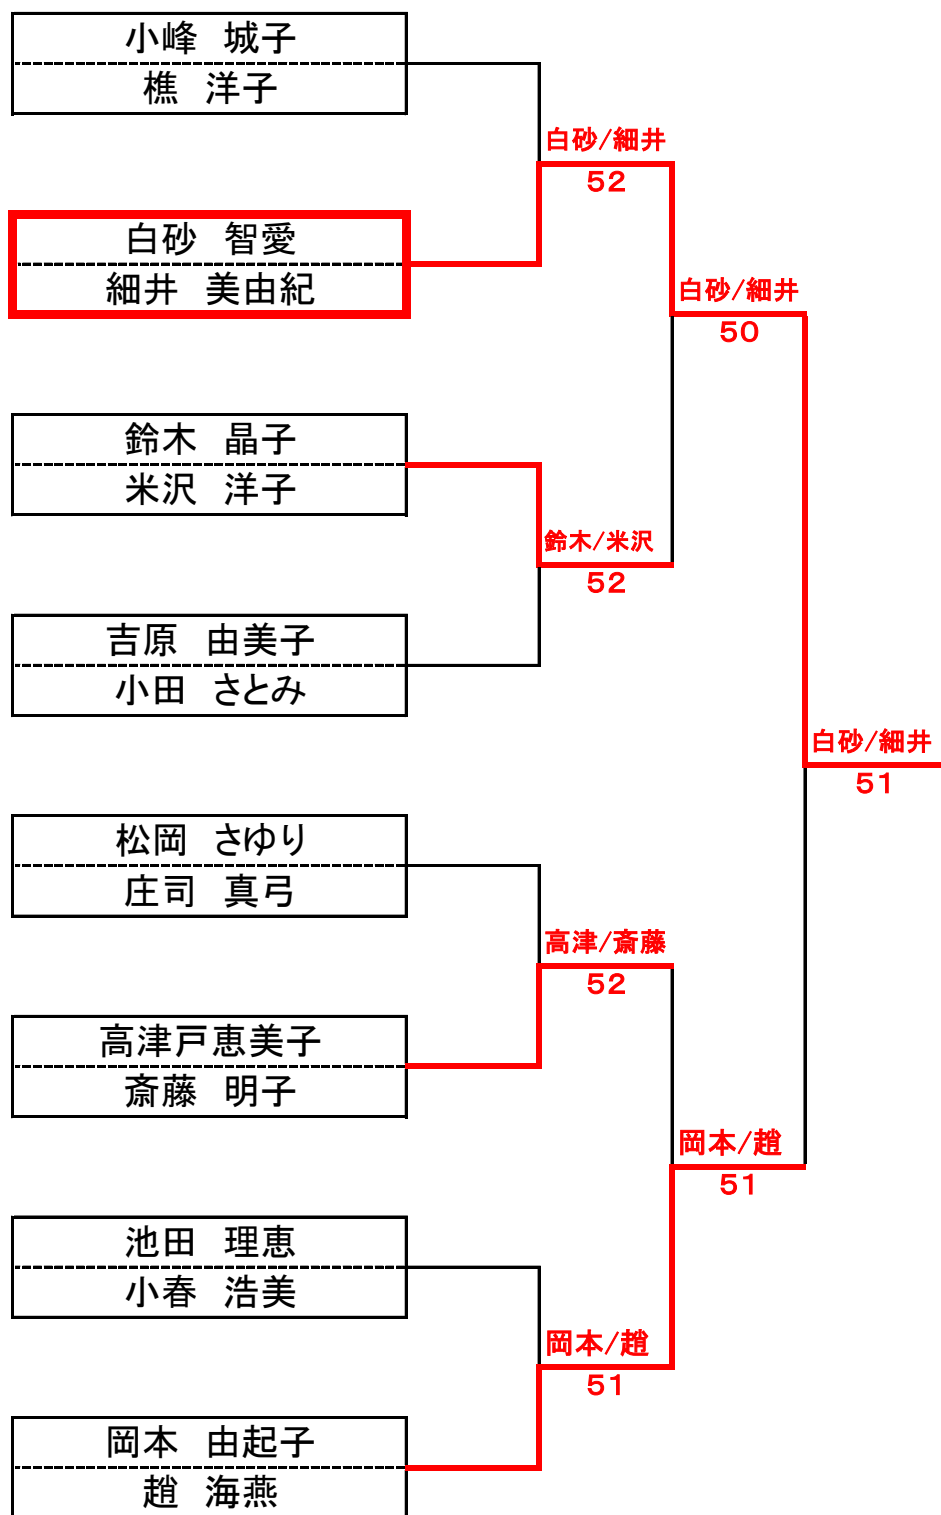 小峰　城子
樵　洋子
白砂/細井
52
白砂　智愛
細井　美由紀
白砂/細井
50
鈴木　晶子
米沢　洋子
鈴木/米沢
52
吉原　由美子
小田　さとみ
白砂/細井
51
松岡　さゆり
庄司　真弓
高津/斎藤
52
高津戸恵美子
斎藤　明子
岡本/趙
51
池田　理恵
小春　浩美
岡本/趙
51
岡本　由起子
趙　海燕